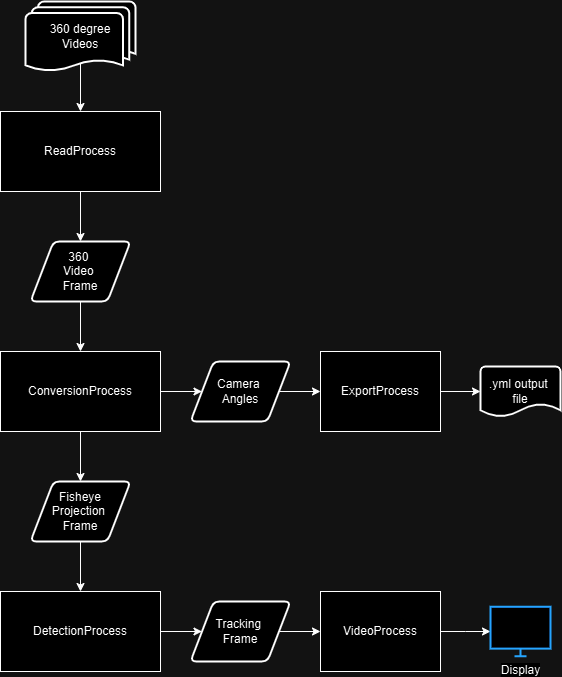 360 degree
Videos
ReadProcess
360
Video
Frame
ConversionProcess
Camera
Angles
ExportProcess
.yml output
file
Fisheye
Projection
Frame
DetectionProcess
Tracking
Frame
VideoProcess
Display